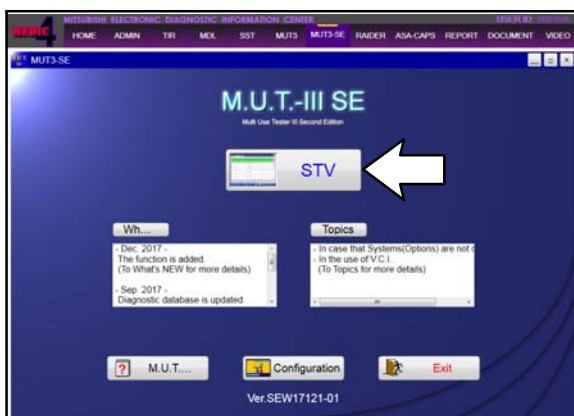 MEDIC 4
MITSUBISHI ELECTRONIC DIAGNOSTIC INFORMATION CENTER USER ID
HOME ADMIN TIR MDL SST MUT3 MUT3-SE RAIDER ASA-CAPS REPORT DOCUMENT VIDEO
MUT3-SE
M.U.T.-III SE
Multi Use Tester III Second Edition
STV
Wh...
- Dec. 2017 -
The function is added.
(To What's NEW for more details)
- Sep. 2017 -
Diagnostic database is updated
Topics
- In case that Systems(Options) are not
- In the use of V.C.I.
(To Topics for more details)
M.U.T....
Configuration
Exit
Ver.SEW17121-01